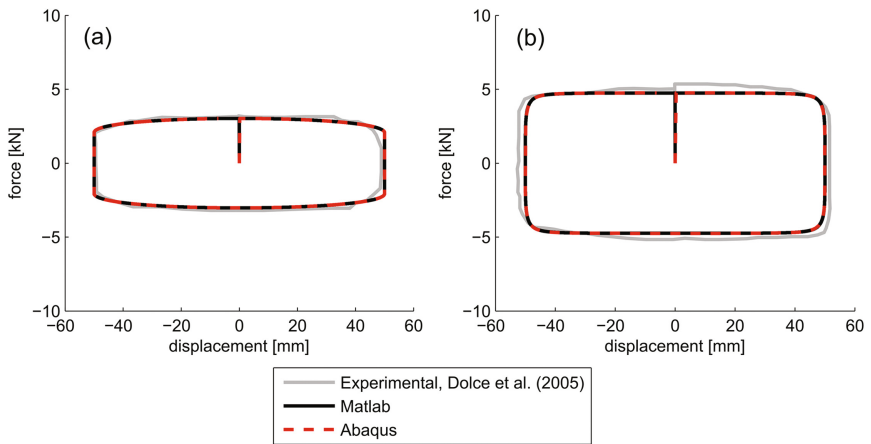 (a)
10
5
0
−5
−10
force [kN]
−60 −40 −20 0 20 40 60
displacement [mm]
(b)
10
5
0
−5
−10
force [kN]
−60 −40 −20 0 20 40 60
displacement [mm]
Experimental, Dolce et al. (2005)
Matlab
Abaqus